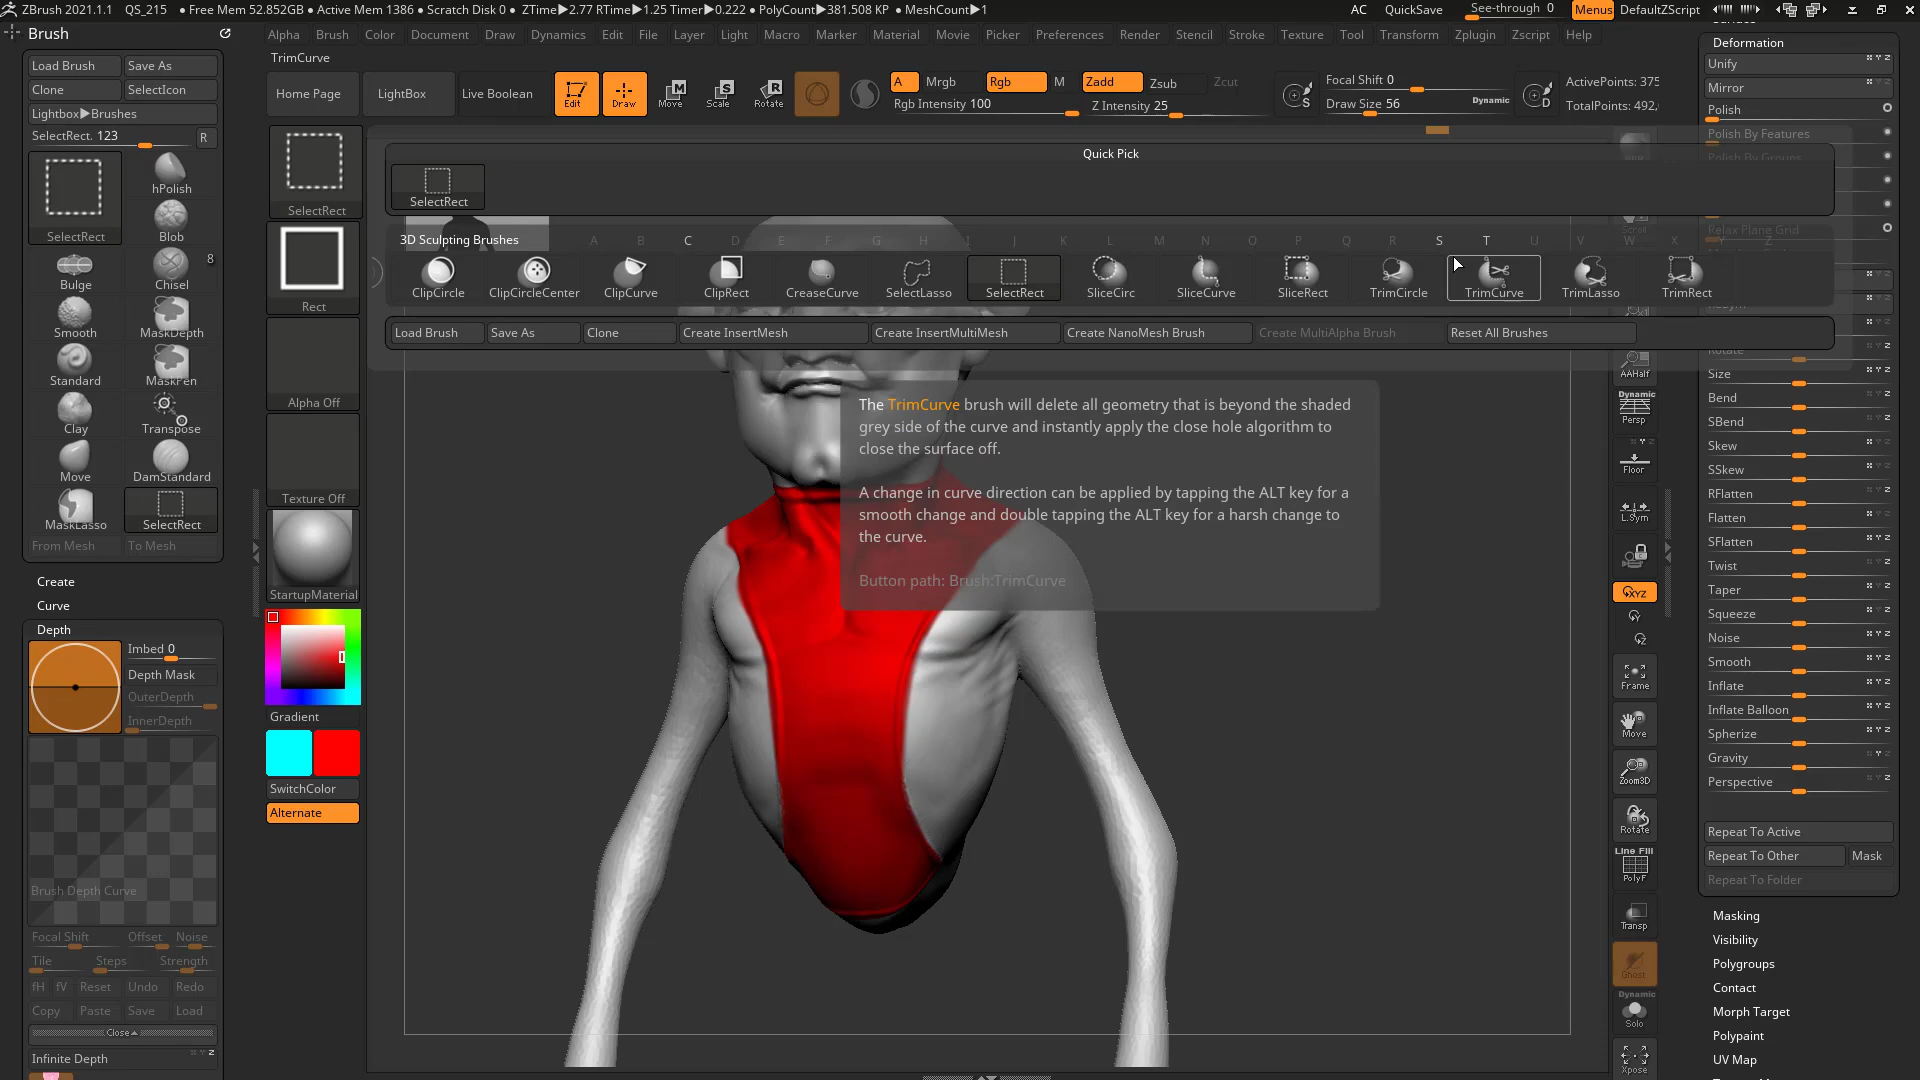 ZBrush 2021.1.1 QS_215 • Free Mem 52.852GB • Active Mem 1386 • Scratch Disk 0 • ZTime▶2.77 RTime▶1.25 Timer▶0.222 • PolyCount▶381.508 KP • MeshCount▶1 AC QuickSave See-through 0 Menus DefaultZScript
Brush
Alpha Brush Color Document Draw Dynamics Edit File Layer Light Macro Marker Material Movie Picker Preferences Render Stencil Stroke Texture Tool Transform Zplugin Zscript Help
TrimCurve
Load Brush Save As
Clone SelectIcon
Lightbox▶Brushes
SelectRect. 123 R
SelectRect
hPolish
Blob
Bulge
Chisel 8
Smooth
MaskDepth
Standard
MaskPen
Clay
Transpose
Move
DamStandard
MaskLasso
SelectRect
From Mesh To Mesh
Create
Curve
Depth
Imbed 0
Depth Mask
OuterDepth
InnerDepth
Brush Depth Curve
Focal Shift Offset Noise
Tile Steps Strength
fH fV Reset Undo Redo
Copy Paste Save Load
Close
Infinite Depth
Home Page LightBox Live Boolean
Edit Draw Move Scale Rotate
A Mrgb Rgb M Zadd Zsub Zcut
Rgb Intensity 100 Z Intensity 25
Focal Shift 0
Draw Size 56 Dynamic
S
D
ActivePoints: 375
TotalPoints: 492,
SelectRect
Rect
Alpha Off
Texture Off
StartupMaterial
Gradient
SwitchColor
Alternate
Quick Pick
SelectRect
3D Sculpting Brushes A B C D E F G H I J K L M N O P Q R S T U V W X Y Z
ClipCircle ClipCircleCenter ClipCurve ClipRect CreaseCurve SelectLasso SelectRect SliceCirc SliceCurve SliceRect TrimCircle TrimCurve TrimLasso TrimRect
Load Brush Save As Clone Create InsertMesh Create InsertMultiMesh Create NanoMesh Brush Create MultiAlpha Brush Reset All Brushes
The TrimCurve brush will delete all geometry that is beyond the shaded
grey side of the curve and instantly apply the close hole algorithm to
close the surface off.
A change in curve direction can be applied by tapping the ALT key for a
smooth change and double tapping the ALT key for a harsh change to
the curve.
Button path: Brush:TrimCurve
Scroll
AAHalf
Dynamic
Persp
Floor
L.Sym
XYZ
Y
Z
Frame
Move
Zoom3D
Rotate
Line Fill
PolyF
Transp
Ghost
Dynamic
Solo
Xpose
Deformation
Unify
Mirror
Polish
Polish By Features
Polish By Groups
Relax Plane Grid
Rotate
Size
Bend
SBend
Skew
SSkew
RFlatten
Flatten
SFlatten
Twist
Taper
Squeeze
Noise
Smooth
Inflate
Inflate Balloon
Spherize
Gravity
Perspective
Repeat To Active
Repeat To Other Mask
Repeat To Folder
Masking
Visibility
Polygroups
Contact
Morph Target
Polypaint
UV Map